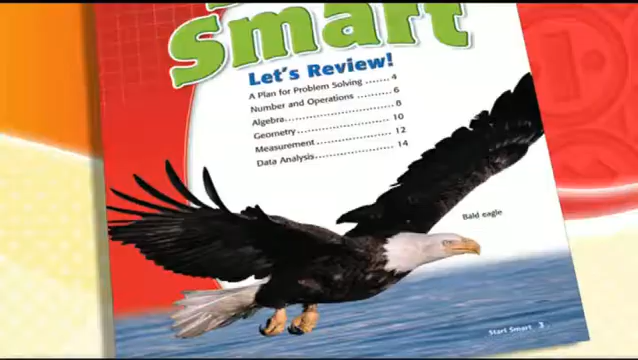 Smart
Let's Review!
A Plan for Problem Solving ....... 4
Number and Operations .......... 6
Algebra.............................. 8
Geometry........................... 10
Measurement...................... 12
Data Analysis...................... 14
Bald eagle
Start Smart 3